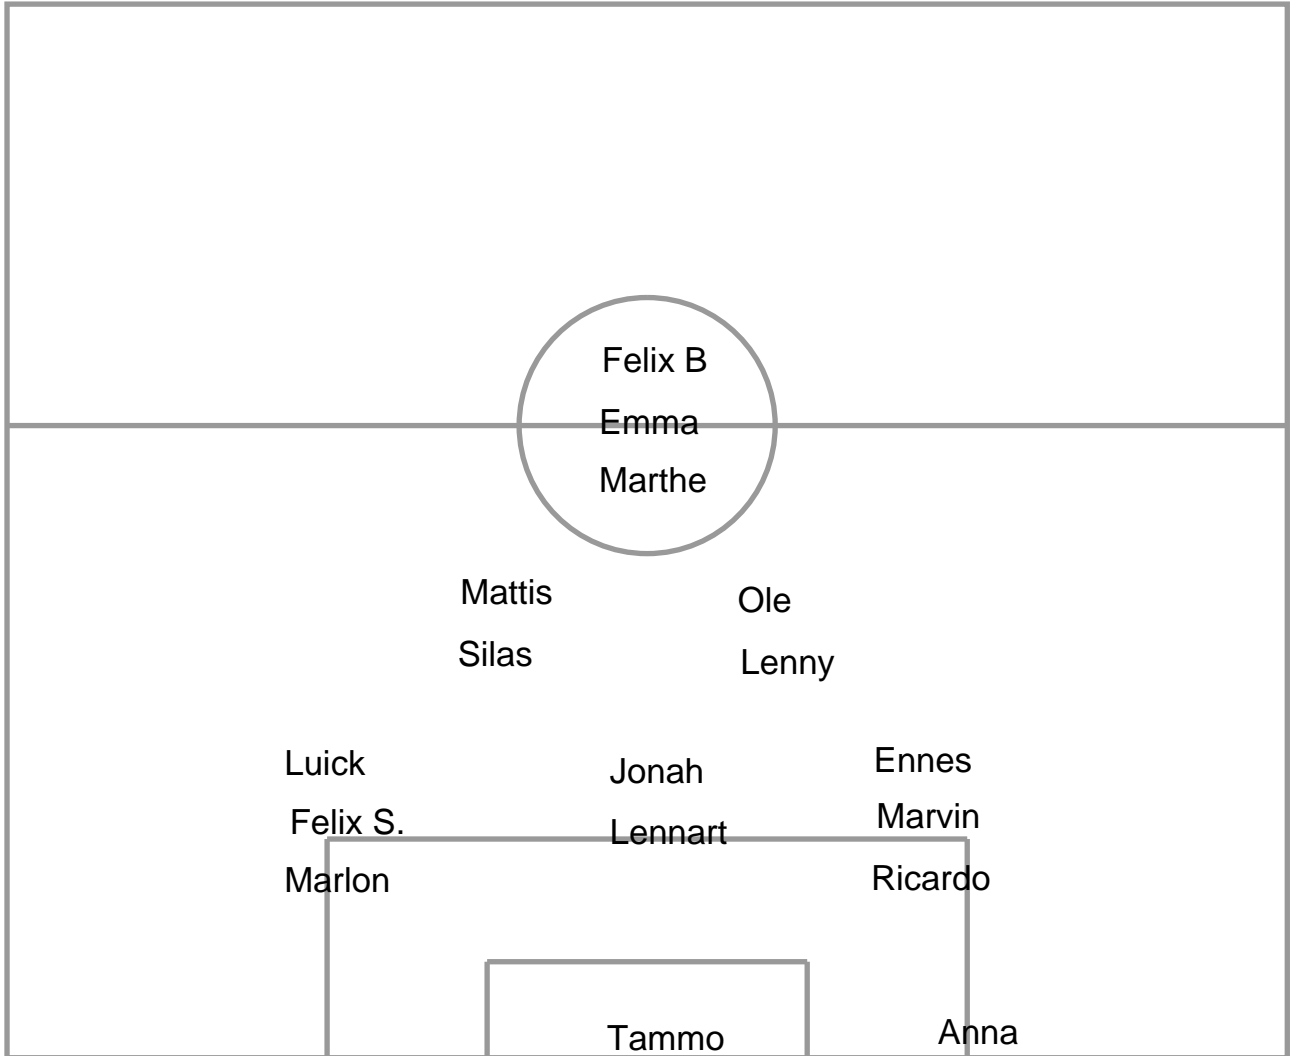 Felix B
Emma
Marthe
Mattis
Ole
Silas
Lenny
Luick
Jonah
Ennes
Felix S.
Lennart
Marvin
Marlon
Ricardo
Tammo
Anna